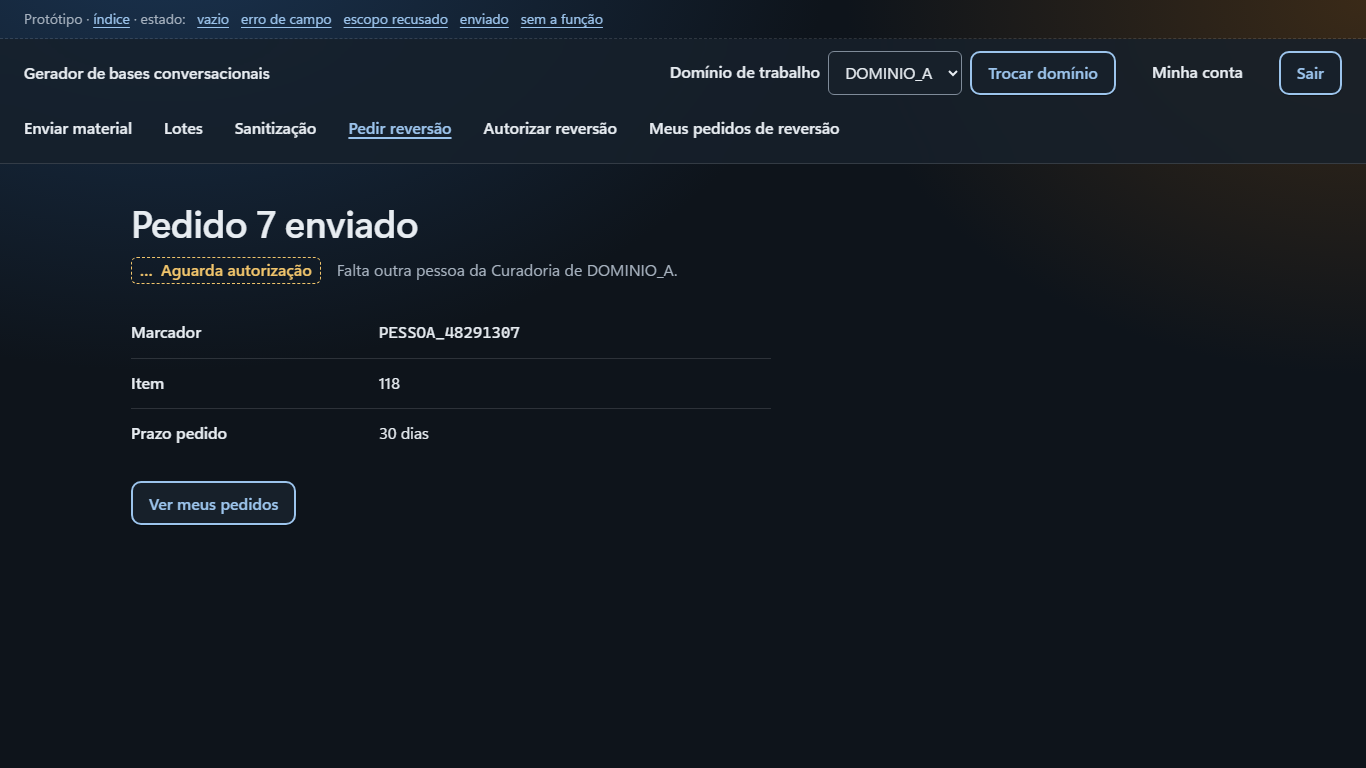 Protótipo · índice · estado: vazio erro de campo escopo recusado enviado sem a função
Gerador de bases conversacionais Domínio de trabalho DOMINIO_A Trocar domínio Minha conta Sair
Enviar material Lotes Sanitização Pedir reversão Autorizar reversão Meus pedidos de reversão
Pedido 7 enviado
... Aguarda autorização Falta outra pessoa da Curadoria de DOMINIO_A.
Marcador PESSOA_48291307
Item 118
Prazo pedido 30 dias
Ver meus pedidos